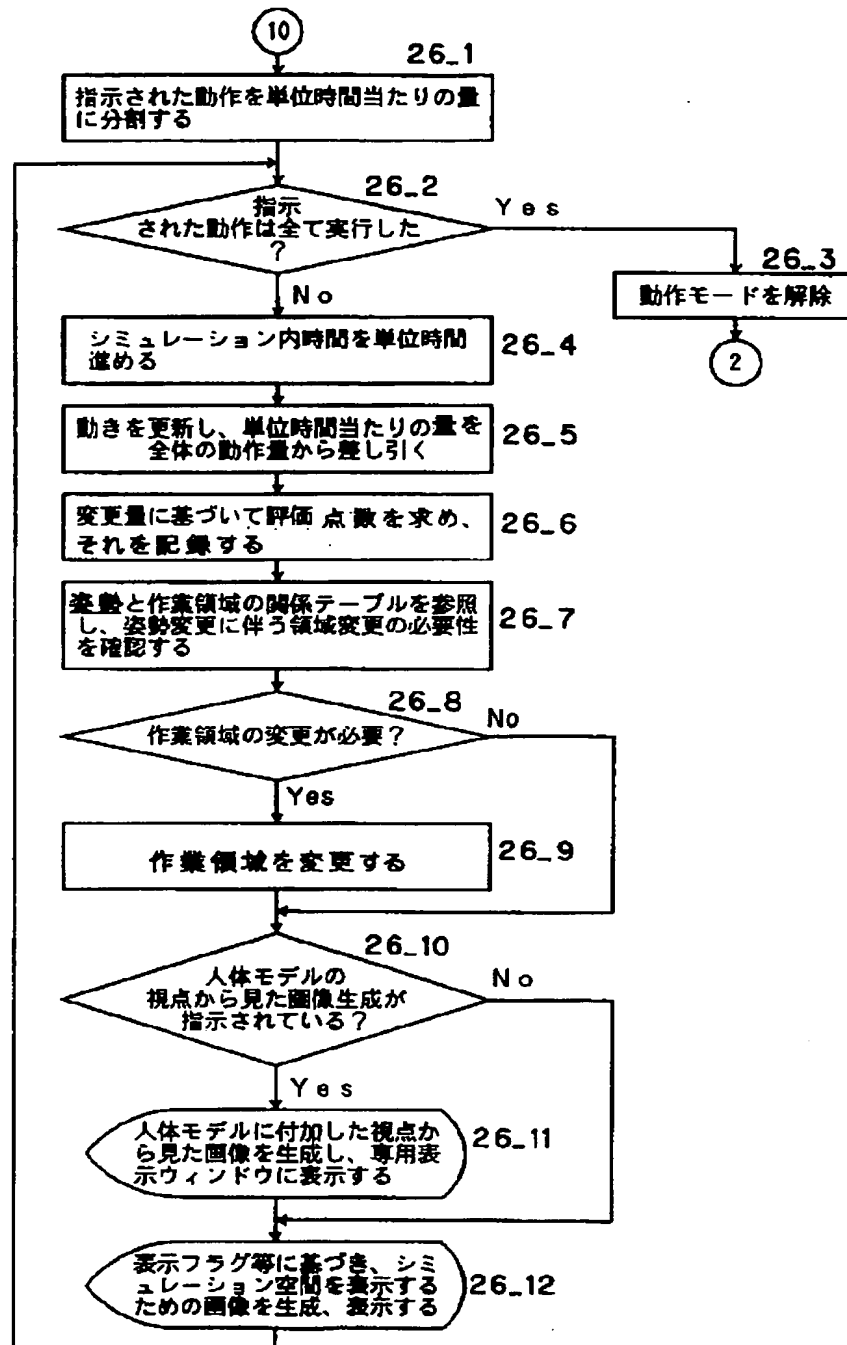 10
26_1
指示された動作を単位時間当たりの量
に分割する
26_2
指示
された動作は全て実行した
?
Yes
No
26_3
動作モードを解除
2
シミュレーション内時間を単位時間
進める
26_4
動きを更新し、単位時間当たりの量を
全体の動作量から差し引く
26_5
変更量に基づいて評価点数を求め、
それを記録する
26_6
姿勢と作業領域の関係テーブルを参照
し、姿勢変更に伴う領域変更の必要性
を確認する
26_7
26_8
作業領域の変更が必要?
No
Yes
作業領域を変更する
26_9
26_10
人体モデルの
視点から見た画像生成が
指示されている?
No
Yes
人体モデルに付加した視点か
ら見た画像を生成し、専用表
示ウィンドウに表示する
26_11
表示フラグ等に基づき、シミ
ュレーション空間を表示する
ための画像を生成、表示する
26_12